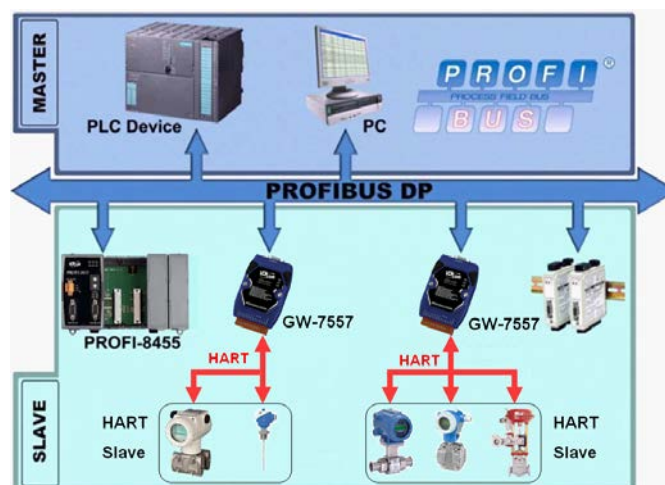 MASTER
PLC Device
PC
PROFI
®
PROCESS FIELD BUS
BUS
PROFIBUS DP
PROFI-8455
GW-7557
GW-7557
HART
HART
SLAVE
HART
Slave
HART
Slave